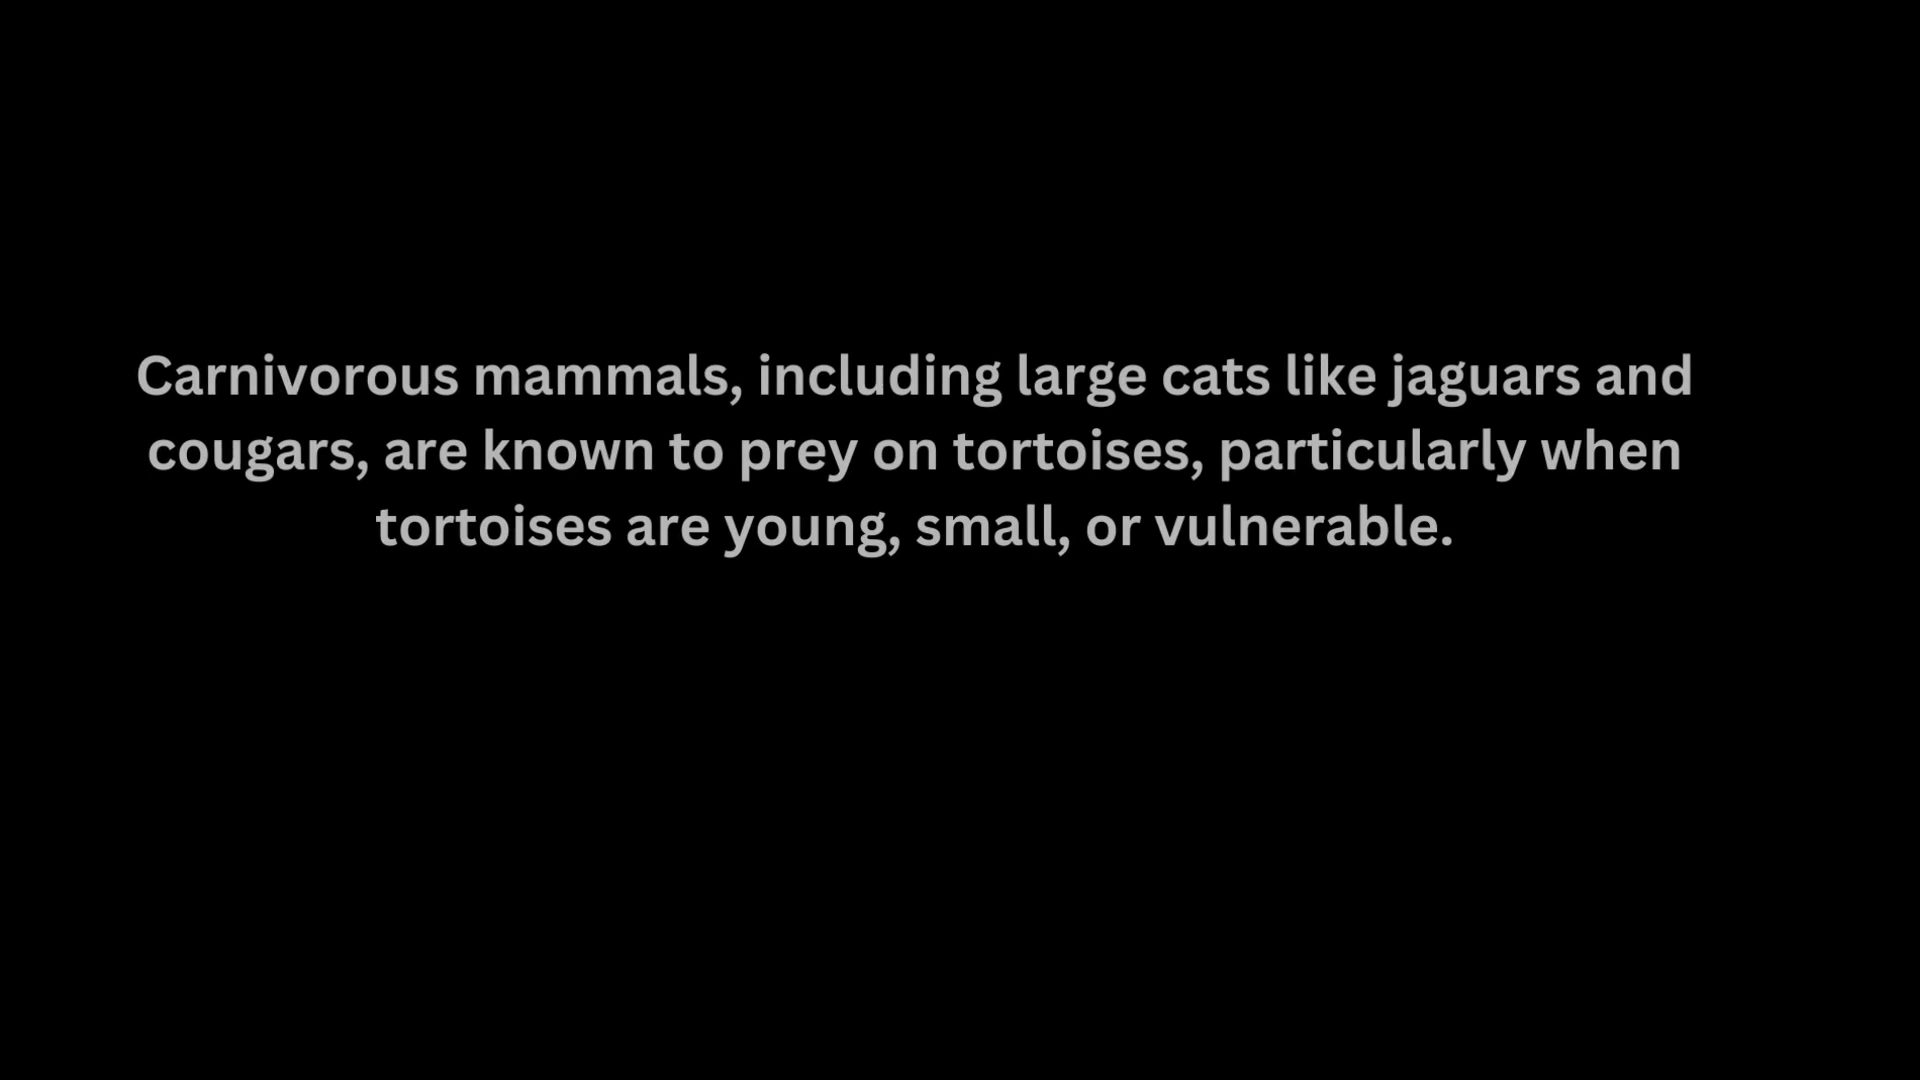 Carnivorous mammals, including large cats like jaguars and
cougars, are known to prey on tortoises, particularly when
tortoises are young, small, or vulnerable.